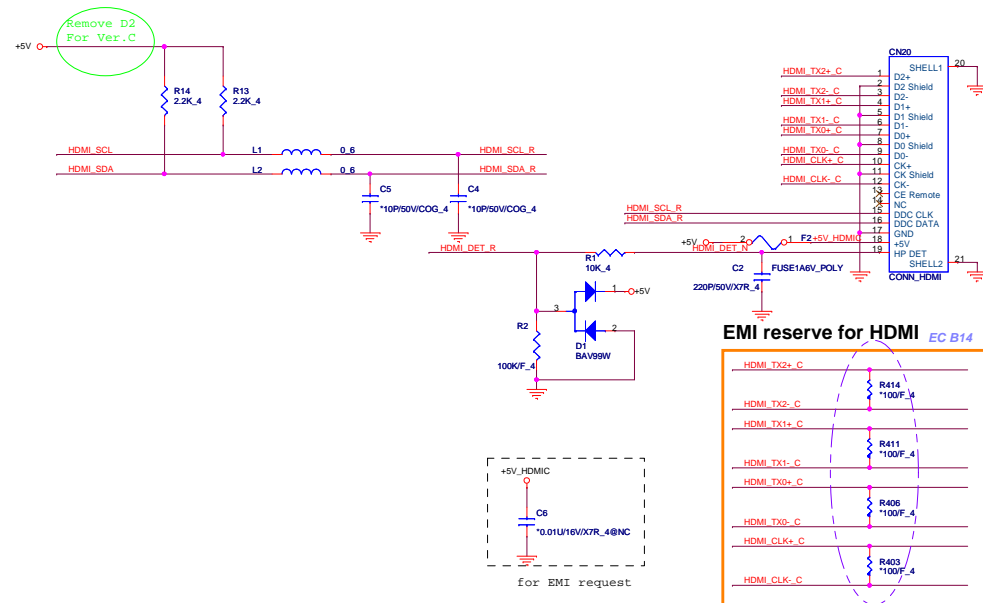 Remove D2
For Ver.C
+5V
R14
2.2K_4
R13
2.2K_4
HDMI_SCL
L1
0_6
HDMI_SCL_R
HDMI_SDA
L2
0_6
HDMI_SDA_R
C5
*10P/50V/COG_4
C4
*10P/50V/COG_4
CN20
SHELL1
20
HDMI_TX2+_C
1
D2+
2
D2 Shield
HDMI_TX2-_C
3
D2-
HDMI_TX1+_C
4
D1+
5
D1 Shield
HDMI_TX1-_C
6
D1-
HDMI_TX0+_C
7
D0+
8
D0 Shield
HDMI_TX0-_C
9
D0-
HDMI_CLK+_C
10
CK+
11
CK Shield
HDMI_CLK-_C
12
CK-
13
CE Remote
14
NC
HDMI_SCL_R
15
DDC CLK
HDMI_SDA_R
16
DDC DATA
17
GND
+5V
2
1
F2
+5V_HDMIC
18
+5V
HDMI_DET_R
HDMI_DET_N
19
HP DET
SHELL2
21
CONN_HDMI
R1
10K_4
C2
FUSE1A6V_POLY
220P/50V/X7R_4
1
+5V
3
2
R2
100K/F_4
D1
BAV99W
EMI reserve for HDMI
EC B14
HDMI_TX2+_C
R414
*100/F_4
HDMI_TX2-_C
HDMI_TX1+_C
R411
*100/F_4
HDMI_TX1-_C
HDMI_TX0+_C
R406
*100/F_4
HDMI_TX0-_C
HDMI_CLK+_C
R403
*100/F_4
HDMI_CLK-_C
+5V_HDMIC
C6
*0.01U/16V/X7R_4@NC
for EMI request